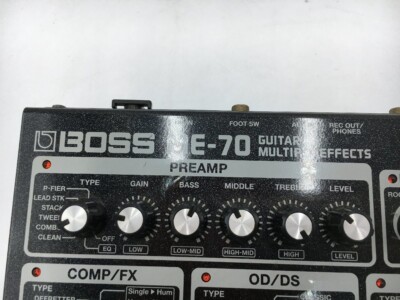 FOOT SW
REC OUT/
PHONES
BOSS
E-70
GUITAR
MULTIPLE EFFECTS
PREAMP
TYPE
GAIN
BASS
MIDDLE
TREBLE
LEVEL
P-FIER
LEAD STK
STACK
TWEED
COMBO
CLEAN
OFF
EQ
LOW
LOW-MID
HIGH-MID
HIGH
LEVEL
COMP/FX
OD/DS
TYPE
Single ▸ Hum
TYPE